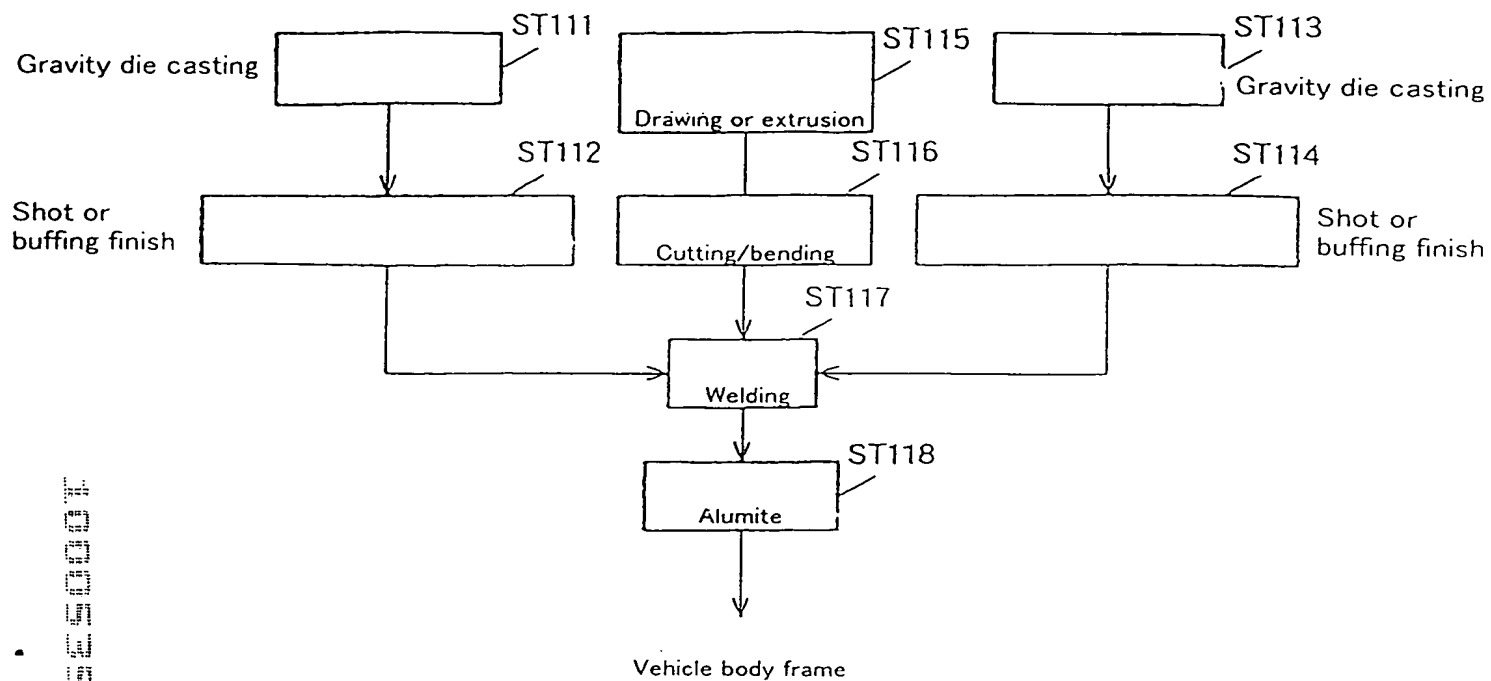 ST111
ST115
ST113
Gravity die casting
Gravity die casting
Drawing or extrusion
ST112
ST116
ST114
Shot or
buffing finish
Cutting/bending
Shot or
buffing finish
ST117
Welding
ST118
Alumite
Vehicle body frame